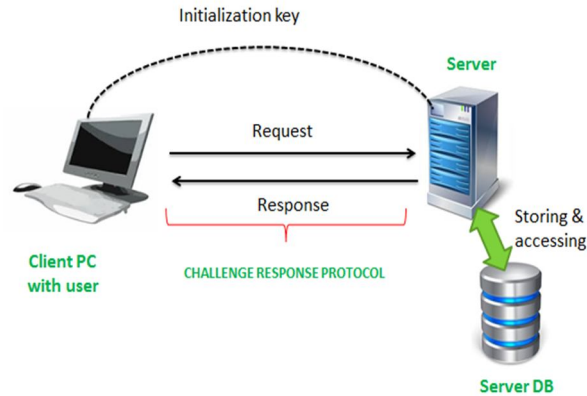 Initialization key
Server
Request
Response
Storing &
accessing
Client PC
with user
CHALLENGE RESPONSE PROTOCOL
Server DB